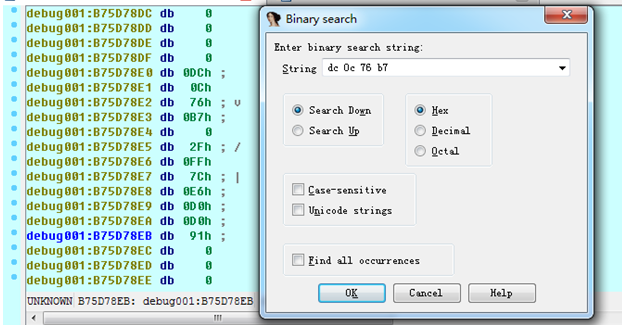 debug001:B75D78DC db 0
debug001:B75D78DD db 0
debug001:B75D78DE db 0
debug001:B75D78DF db 0
debug001:B75D78E0 db 0DCh ;
debug001:B75D78E1 db 0Ch
debug001:B75D78E2 db 76h ; v
debug001:B75D78E3 db 0B7h ;
debug001:B75D78E4 db 0
debug001:B75D78E5 db 2Fh ; /
debug001:B75D78E6 db 0FFh
debug001:B75D78E7 db 7Ch ; |
debug001:B75D78E8 db 0E6h ;
debug001:B75D78E9 db 0D0h ;
debug001:B75D78EA db 0D0h ;
debug001:B75D78EB db 91h ;
debug001:B75D78EC db 0
debug001:B75D78ED db 0
debug001:B75D78EE db 0
UNKNOWN B75D78EB: debug001:B75D78EB
Binary search
Enter binary search string:
String dc 0c 76 b7
Search Down
Search Up
Hex
Decimal
Octal
Case-sensitive
Unicode strings
Find all occurrences
OK
Cancel
Help